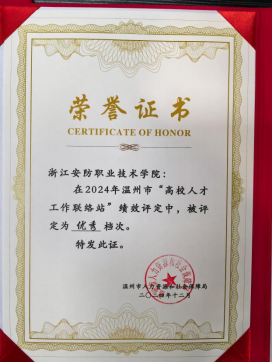 荣誉证书
CERTIFICATE OF HONOR
浙江安防职业技术学院：
在2024年温州市“高校人才
工作联络站”绩效评定中，被评
定为 优秀 档次。
特发此证。
温州市人力资源和社会保障局
二〇二四年十二月